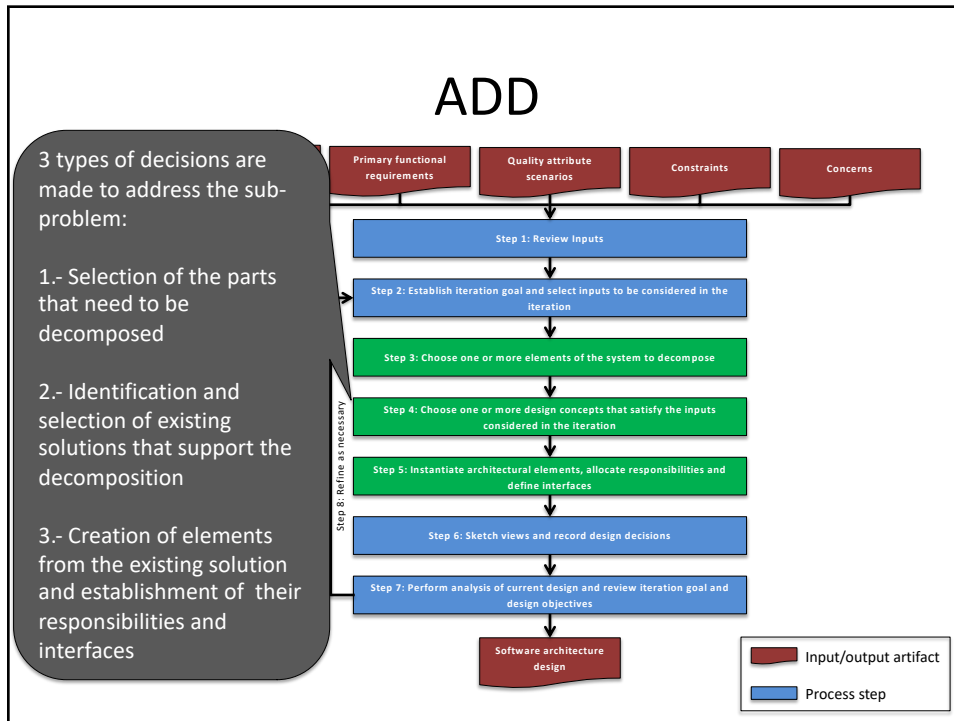 ADD
3 types of decisions are
made to address the sub-
problem:
1.- Selection of the parts
that need to be
decomposed
2.- Identification and
selection of existing
solutions that support the
decomposition
3.- Creation of elements
from the existing solution
and establishment of their
responsibilities and
interfaces
Primary functional
requirements
Quality attribute
scenarios
Constraints
Concerns
Step 1: Review Inputs
Step 2: Establish iteration goal and select inputs to be considered in the
iteration
Step 3: Choose one or more elements of the system to decompose
Step 4: Choose one or more design concepts that satisfy the inputs
considered in the iteration
Step 5: Instantiate architectural elements, allocate responsibilities and
define interfaces
Step 6: Sketch views and record design decisions
Step 7: Perform analysis of current design and review iteration goal and
design objectives
Step 8: Refine as necessary
Software architecture
design
Input/output artifact
Process step